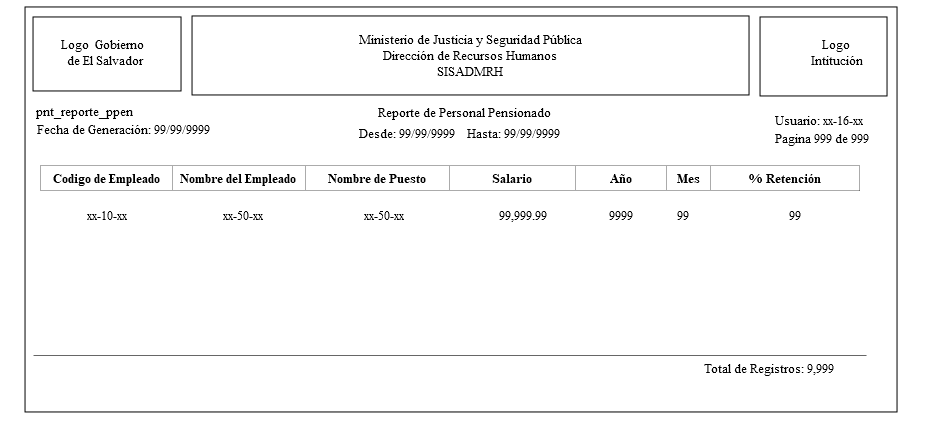 Logo Gobierno
de El Salvador
Ministerio de Justicia y Seguridad Pública
Dirección de Recursos Humanos
SISADMRH
Logo
Intitución
pnt_reporte_ppen
Fecha de Generación: 99/99/9999
Reporte de Personal Pensionado
Desde: 99/99/9999 Hasta: 99/99/9999
Usuario: xx-16-xx
Pagina 999 de 999
Codigo de Empleado Nombre del Empleado Nombre de Puesto Salario Año Mes % Retención
xx-10-xx xx-50-xx xx-50-xx 99,999.99 9999 99 99
Total de Registros: 9,999